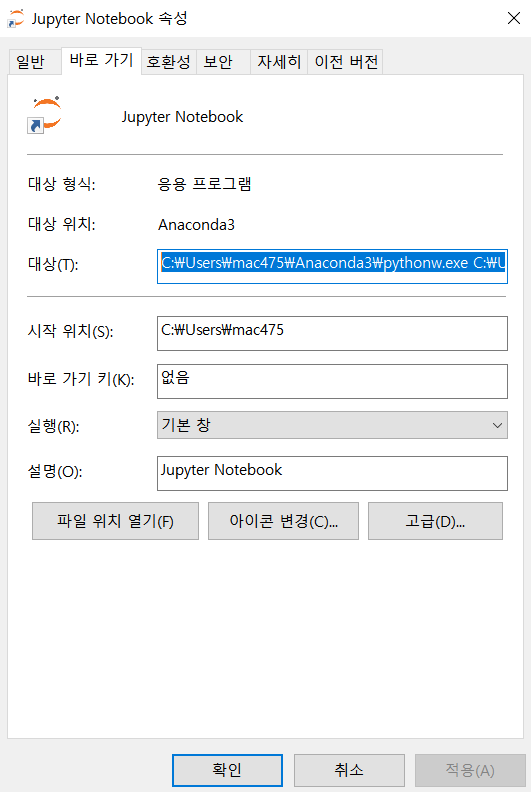 Jupyter Notebook 속성
일반 바로 가기 호환성 보안 자세히 이전 버전
Jupyter Notebook
대상 형식: 응용 프로그램
대상 위치: Anaconda3
대상(T): C:₩Users₩mac475₩Anaconda3₩pythonw.exe C:₩U
시작 위치(S): C:₩Users₩mac475
바로 가기 키(K): 없음
실행(R): 기본 창
설명(O): Jupyter Notebook
파일 위치 열기(F) 아이콘 변경(C)... 고급(D)...
확인 취소 적용(A)